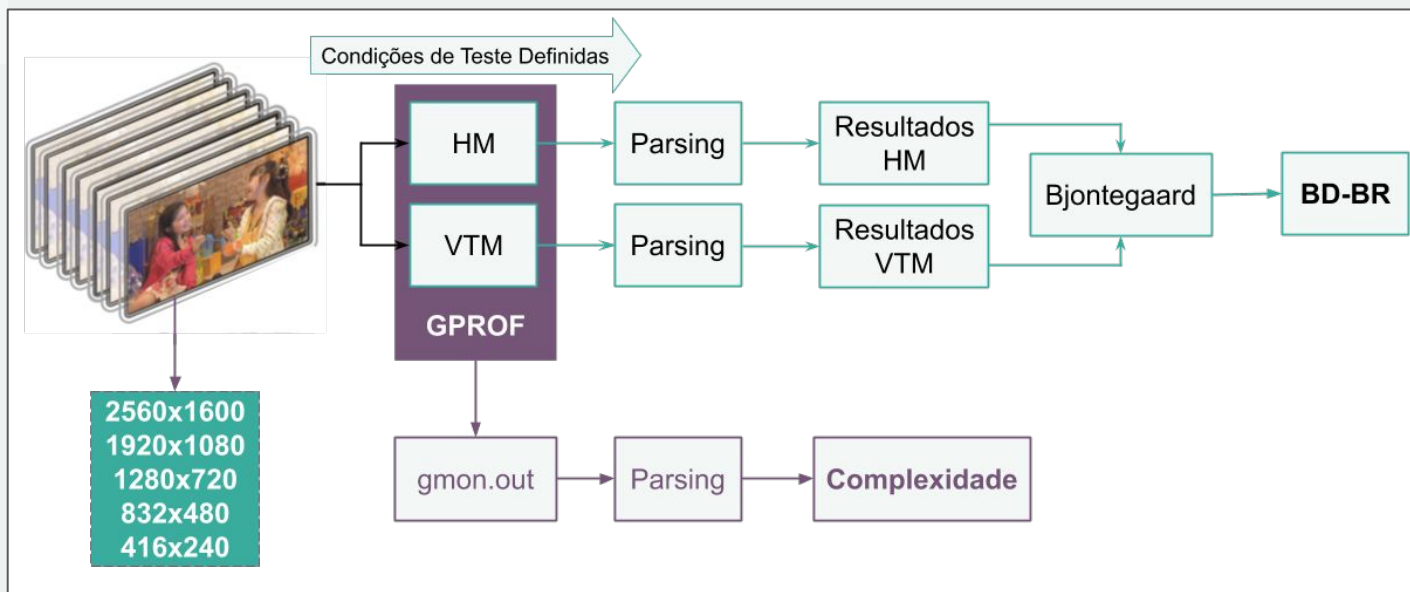 Condições de Teste Definidas
HM
Parsing
Resultados
HM
VTM
Parsing
Resultados
VTM
Bjontegaard
BD-BR
GPROF
2560x1600
1920x1080
1280x720
832x480
416x240
gmon.out
Parsing
Complexidade